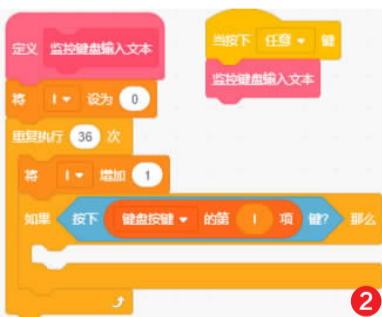 定义 监控键盘输入文本
当按下 任意 键
监控键盘输入文本
将 I 设为 0
重复执行 36 次
将 I 增加 1
如果 按下 键盘按键 的第 I 项 键? 那么
2